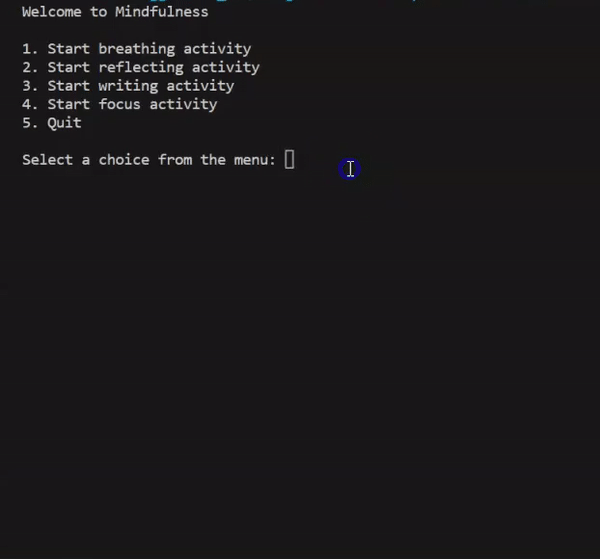 Welcome to Mindfulness
1. Start breathing activity
2. Start reflecting activity
3. Start writing activity
4. Start focus activity
5. Quit
Select a choice from the menu: